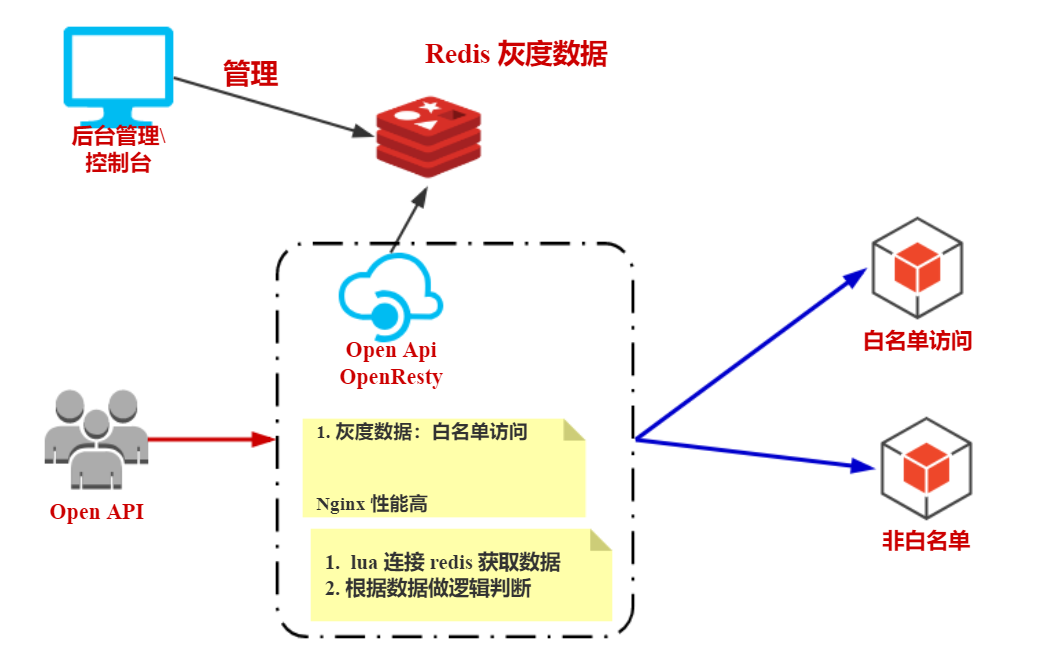 Redis 灰度数据
管理
后台管理\
控制台
Open Api
OpenResty
白名单访问
1. 灰度数据：白名单访问
Nginx 性能高
Open API
1. lua 连接 redis 获取数据
2. 根据数据做逻辑判断
非白名单